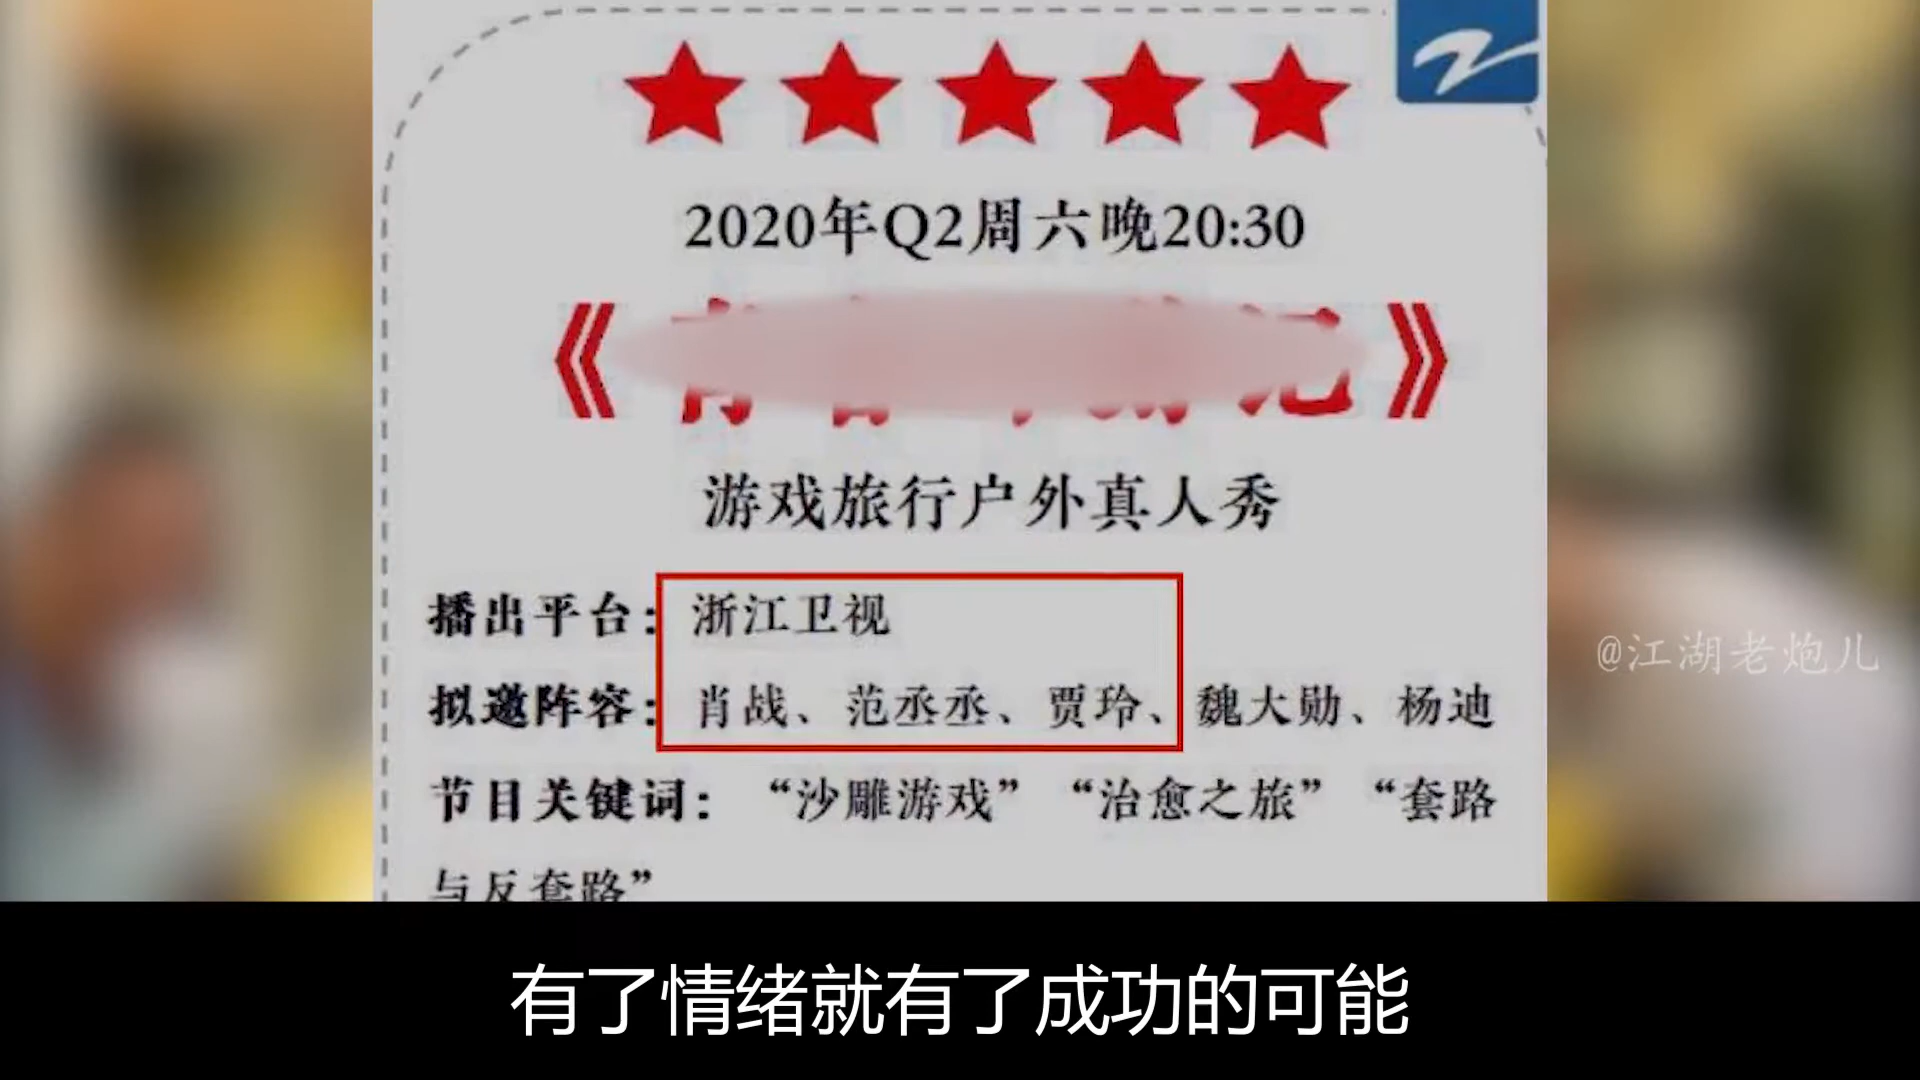 2020年Q2周六晚20:30
《 》
游戏旅行户外真人秀
播出平台：浙江卫视
拟邀阵容：肖战、范丞丞、贾玲、魏大勋、杨迪
节目关键词：“沙雕游戏”“治愈之旅”“套路
与反套路”
@江湖老炮儿
有了情绪就有了成功的可能